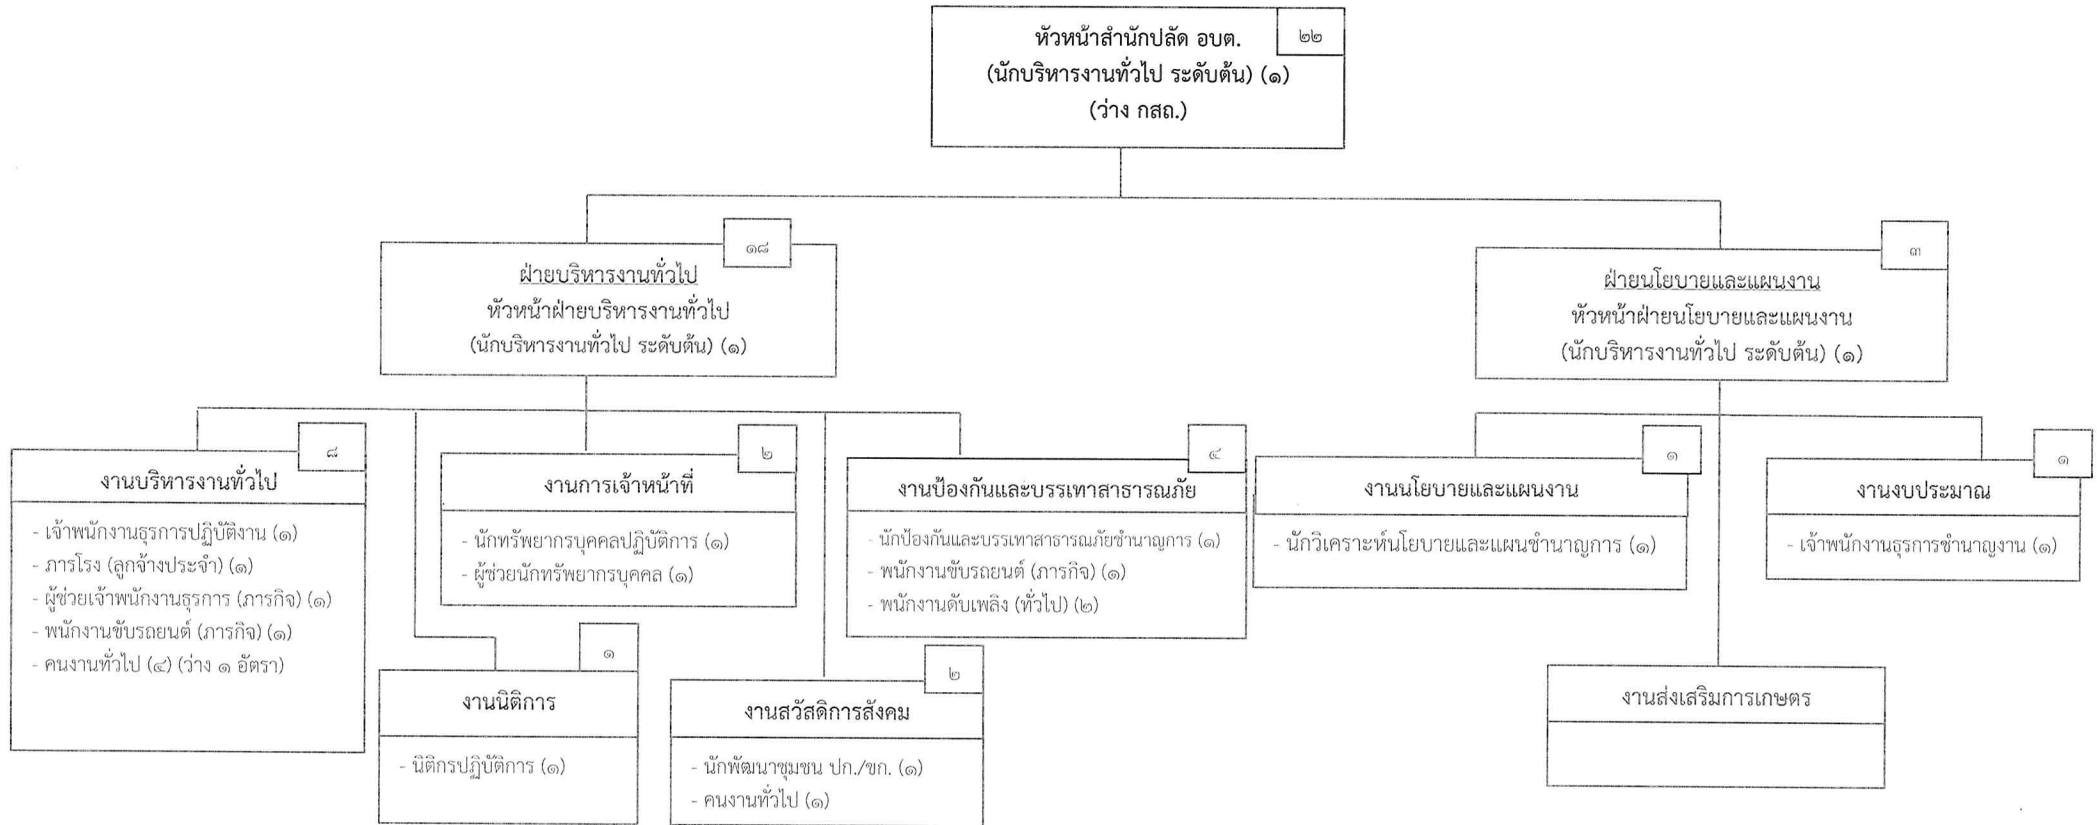 หัวหน้าสำนักปลัด อบต.
๒๒
(นักบริหารงานทั่วไป ระดับต้น) (๑)
(ว่าง กสถ.)
๑๘
ฝ่ายบริหารงานทั่วไป
หัวหน้าฝ่ายบริหารงานทั่วไป
(นักบริหารงานทั่วไป ระดับต้น) (๑)
๓
ฝ่ายนโยบายและแผนงาน
หัวหน้าฝ่ายนโยบายและแผนงาน
(นักบริหารงานทั่วไป ระดับต้น) (๑)
๘
งานบริหารงานทั่วไป
- เจ้าพนักงานธุรการปฏิบัติงาน (๑)
- ภารโรง (ลูกจ้างประจำ) (๑)
- ผู้ช่วยเจ้าพนักงานธุรการ (ภารกิจ) (๑)
- พนักงานขับรถยนต์ (ภารกิจ) (๑)
- คนงานทั่วไป (๔) (ว่าง ๑ อัตรา)
๒
งานการเจ้าหน้าที่
- นักทรัพยากรบุคคลปฏิบัติการ (๑)
- ผู้ช่วยนักทรัพยากรบุคคล (๑)
๔
งานป้องกันและบรรเทาสาธารณภัย
- นักป้องกันและบรรเทาสาธารณภัยชำนาญการ (๑)
- พนักงานขับรถยนต์ (ภารกิจ) (๑)
- พนักงานดับเพลิง (ทั่วไป) (๒)
๑
งานนโยบายและแผนงาน
- นักวิเคราะห์นโยบายและแผนชำนาญการ (๑)
๑
งานงบประมาณ
- เจ้าพนักงานธุรการชำนาญงาน (๑)
๑
งานนิติการ
- นิติกรปฏิบัติการ (๑)
๒
งานสวัสดิการสังคม
- นักพัฒนาชุมชน ปก./ชก. (๑)
- คนงานทั่วไป (๑)
งานส่งเสริมการเกษตร